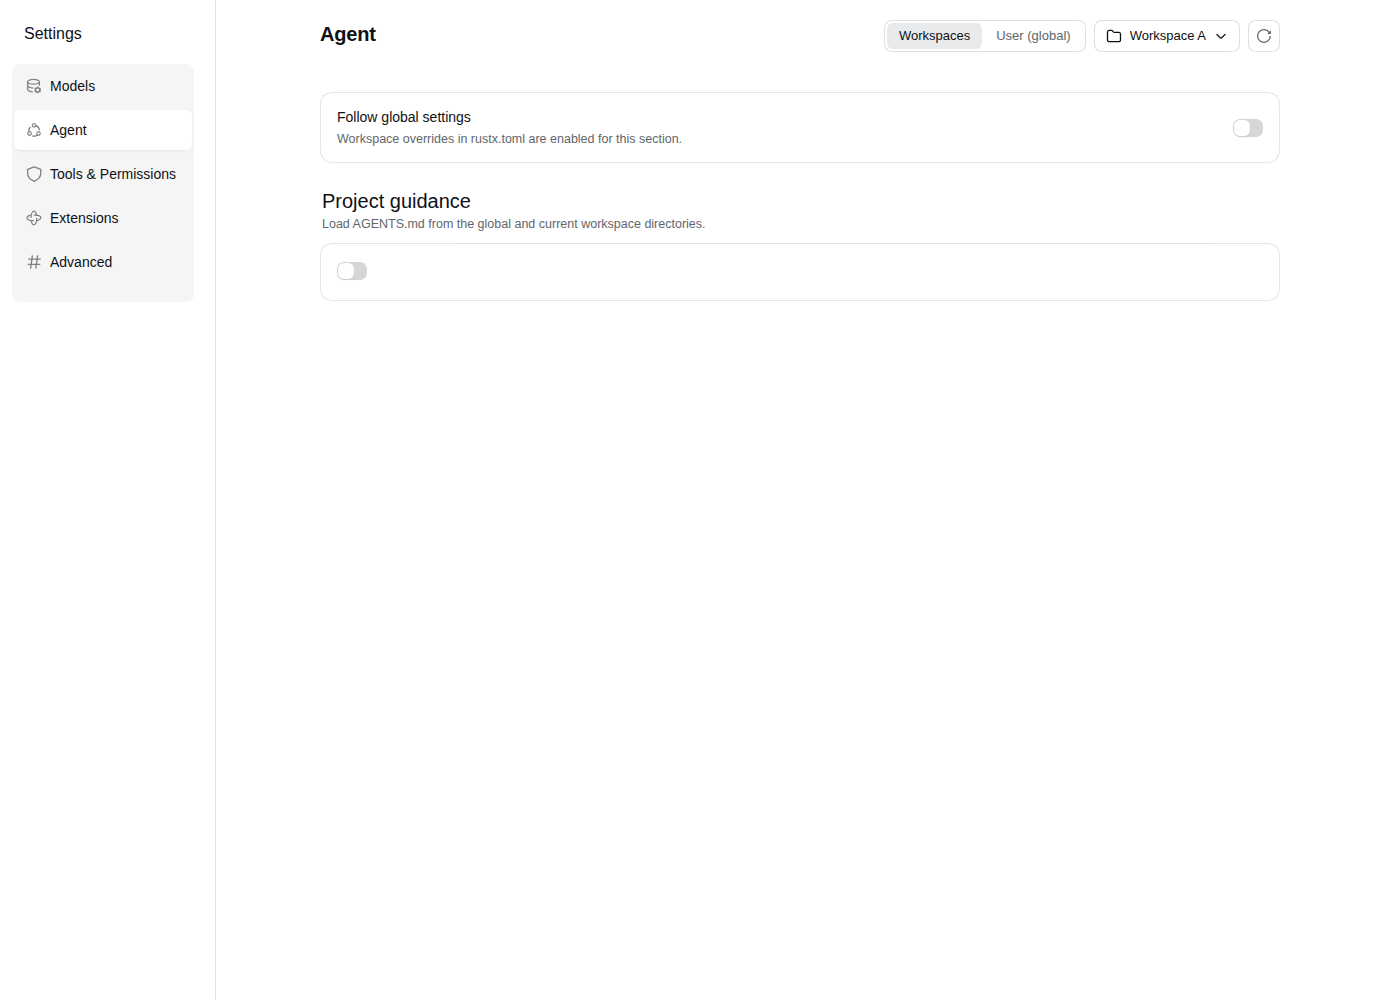 Settings
Models
Agent
Tools & Permissions
Extensions
Advanced
Agent
Workspaces
User (global)
Workspace A
Follow global settings
Workspace overrides in rustx.toml are enabled for this section.
Project guidance
Load AGENTS.md from the global and current workspace directories.